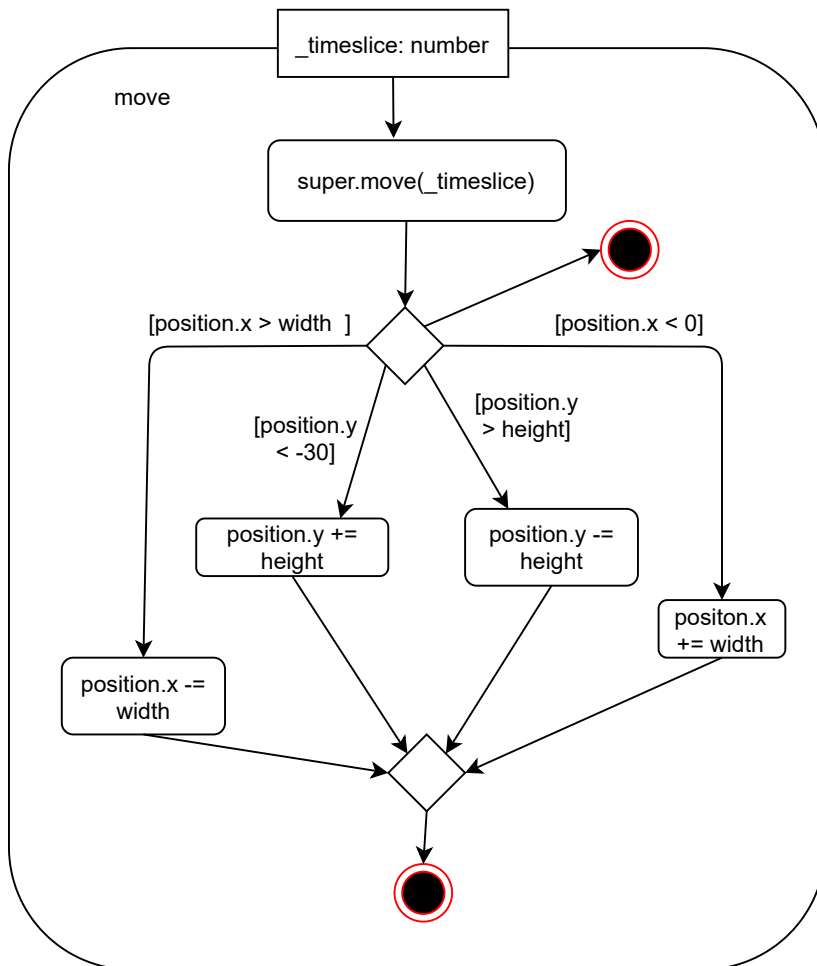 _timeslice: number
move
super.move(_timeslice)
[position.x > width  ]
[position.x < 0]
[position.y
< -30]
[position.y
> height]
position.y +=
height
position.y -=
height
positon.x
+= width
position.x -=
width